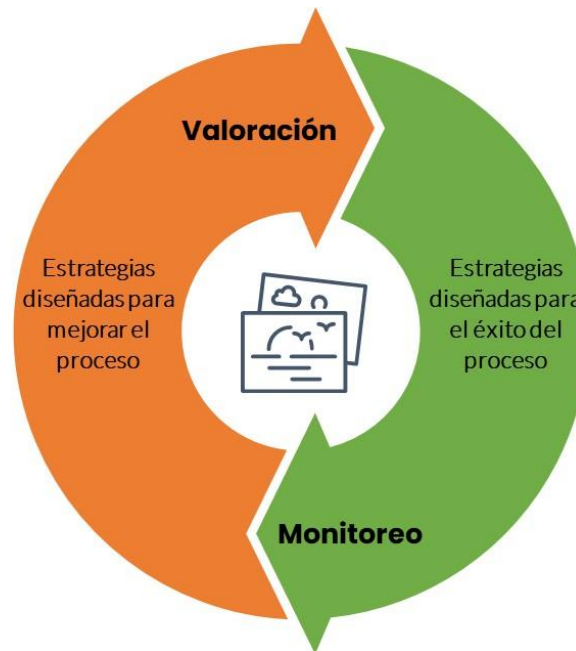 Valoración
Estrategias
diseñadas para
mejorar el
proceso
Estrategias
diseñadas para
el éxito del
proceso
Monitoreo